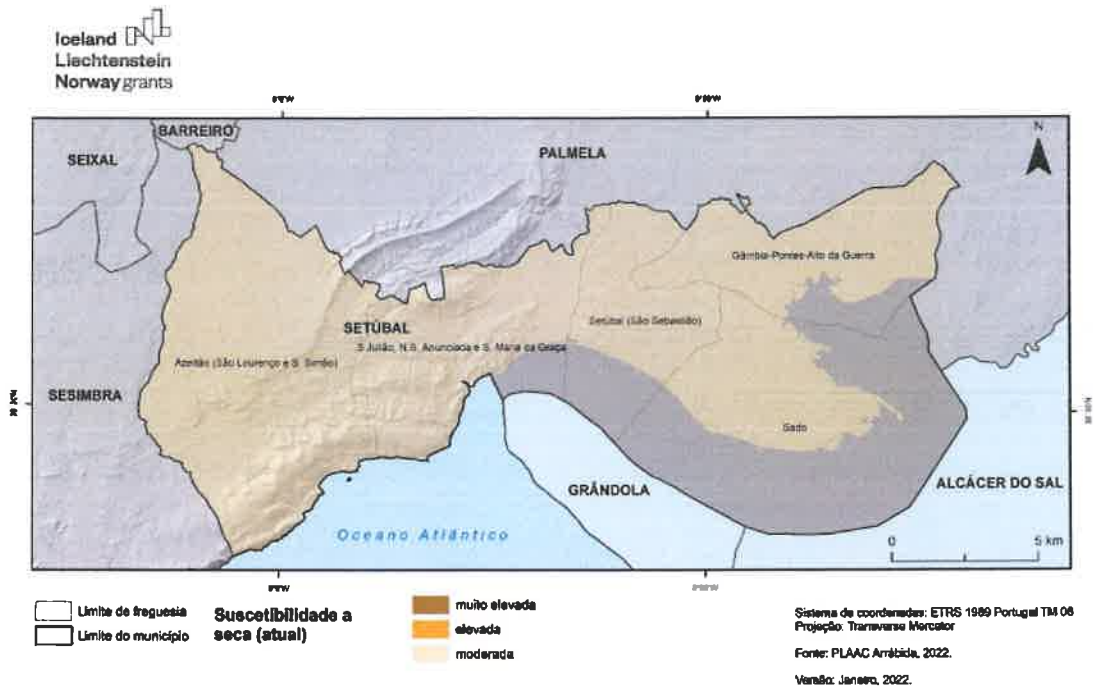 Iceland
Liechtenstein
Norway grants
BARREIRO
SEIXAL
PALMELA
N
Gâmbia-Pontes-Alto da Guerra
SETÚBAL
Setúbal (São Sebastião)
S. Julião, N.S. Anunciada e S. Maria da Graça
Azeitão (São Lourenço e S. Simão)
SESIMBRA
Sado
GRÂNDOLA
ALCÁCER DO SAL
Oceano Atlântico
0 5 km
Limite de freguesia
Limite do município
Suscetibilidade a
seca (atual)
muito elevada
elevada
moderada
Sistema de coordenadas: ETRS 1989 Portugal TM 06
Projeção: Transverse Mercator
Fonte: PLAAC Arrábida, 2022.
Versão: Janeiro, 2022.